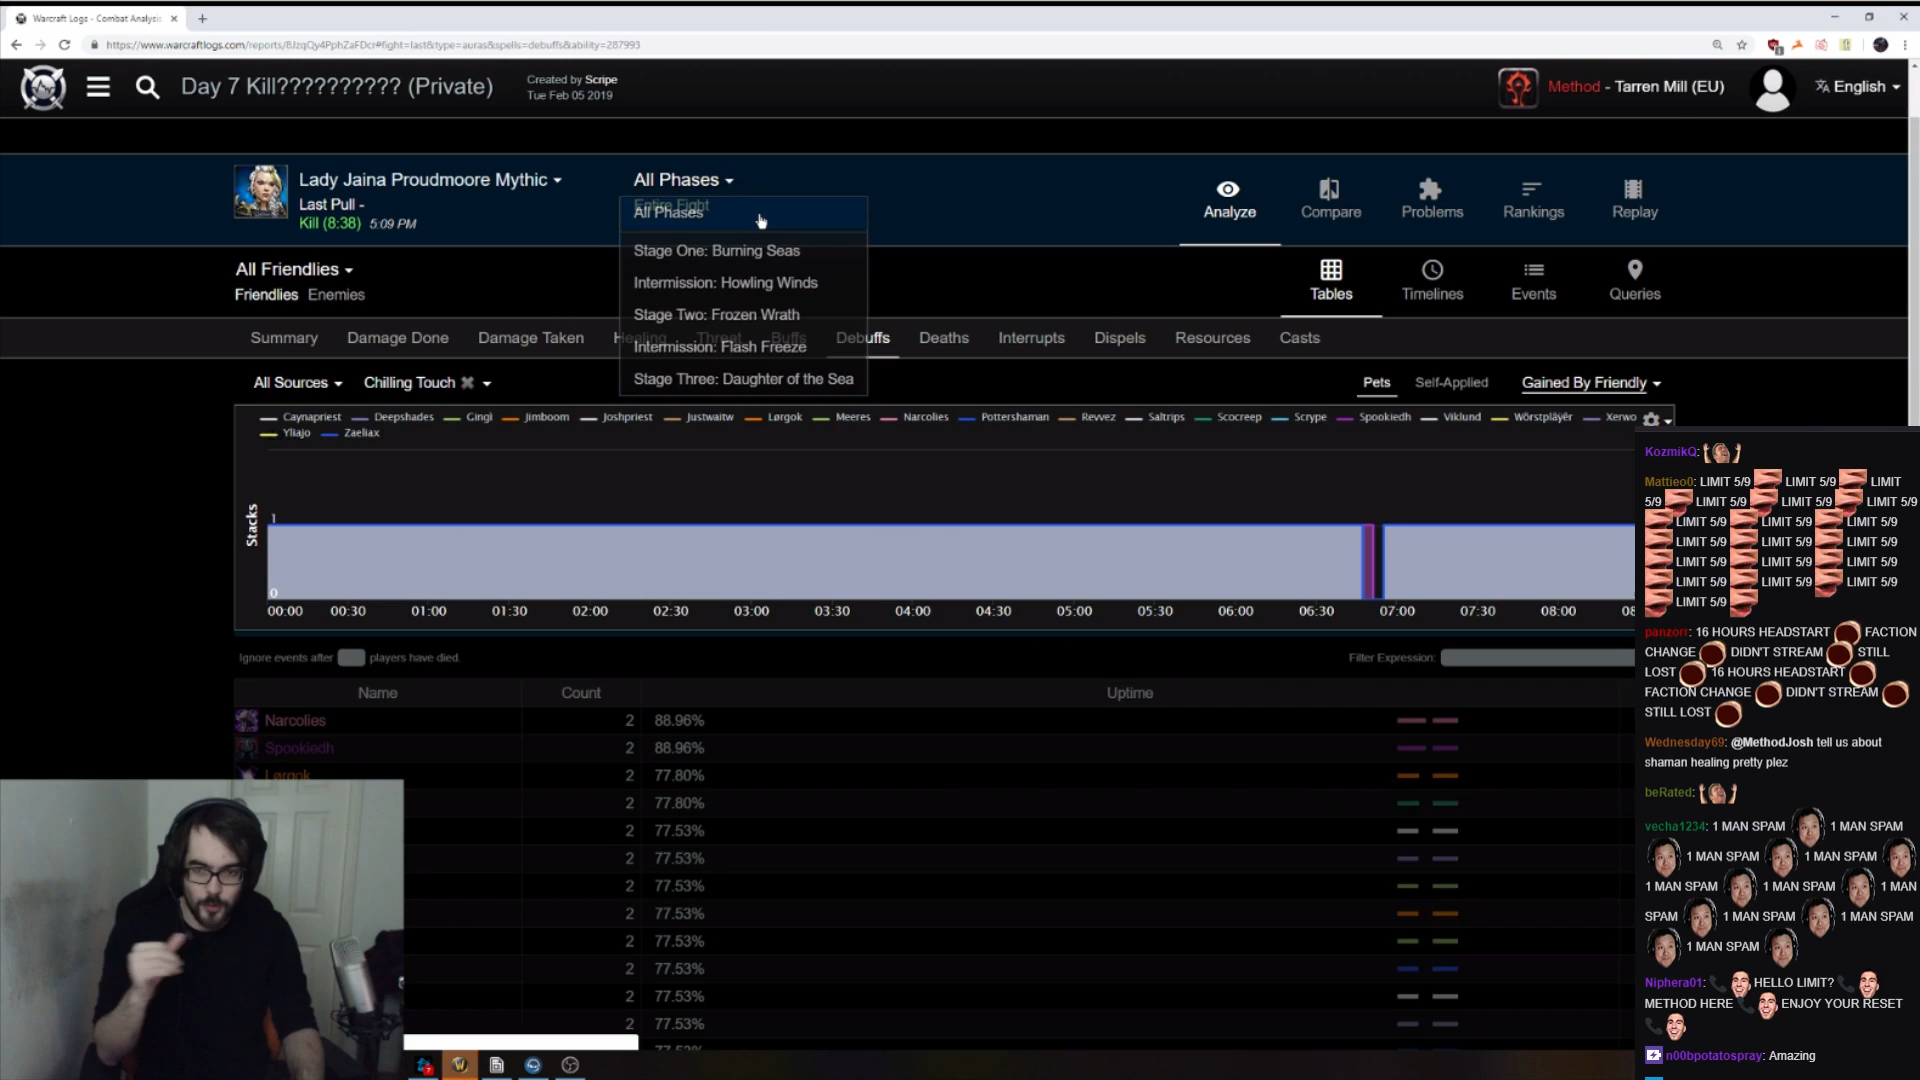 Warcraft Logs - Combat Analysis
https://www.warcraftlogs.com/reports/8JzqQy4PphZaFDcr#fight=last&type=auras&spells=debuffs&ability=287993
Day 7 Kill?????????? (Private)
Created by Scripe
Tue Feb 05 2019
Method - Tarren Mill (EU)
English
Lady Jaina Proudmoore Mythic
Last Pull -
Kill (8:38) 5:09 PM
All Phases
Entire Fight
All Phases
Stage One: Burning Seas
Intermission: Howling Winds
Stage Two: Frozen Wrath
Intermission: Flash Freeze
Stage Three: Daughter of the Sea
Analyze
Compare
Problems
Rankings
Replay
All Friendlies
Friendlies Enemies
Tables
Timelines
Events
Queries
Summary Damage Done Damage Taken Healing Threat Buffs Debuffs Deaths Interrupts Dispels Resources Casts
All Sources Chilling Touch
Pets Self-Applied Gained By Friendly
Caynapriest Deepshades Gingi Jimboom Joshpriest Justwaitw Lørgok Meeres Narcolies Pottershaman Revvez Saltrips Scocreep Scrype Spookiedh Viklund Wörstpläyêr Xerwo
Yliajo Zaeliax
Stacks
1
0
00:00 00:30 01:00 01:30 02:00 02:30 03:00 03:30 04:00 04:30 05:00 05:30 06:00 06:30 07:00 07:30 08:00 08
Ignore events after players have died.
Filter Expression:
Name Count Uptime
Narcolies 2 88.96%
Spookiedh 2 88.96%
Lørgok 2 77.80%
2 77.80%
2 77.53%
2 77.53%
2 77.53%
2 77.53%
2 77.53%
2 77.53%
2 77.53%
2 77.53%
77.53%
KozmikQ:
Mattieo0: LIMIT 5/9 LIMIT 5/9 LIMIT
5/9 LIMIT 5/9 LIMIT 5/9 LIMIT 5/9
LIMIT 5/9 LIMIT 5/9 LIMIT 5/9
LIMIT 5/9 LIMIT 5/9 LIMIT 5/9
LIMIT 5/9 LIMIT 5/9 LIMIT 5/9
LIMIT 5/9 LIMIT 5/9 LIMIT 5/9
LIMIT 5/9
panzorr: 16 HOURS HEADSTART FACTION
CHANGE DIDN'T STREAM STILL
LOST 16 HOURS HEADSTART
FACTION CHANGE DIDN'T STREAM
STILL LOST
Wednesday69: @MethodJosh tell us about
shaman healing pretty plez
beRated:
vecha1234: 1 MAN SPAM 1 MAN SPAM
1 MAN SPAM 1 MAN SPAM
1 MAN SPAM 1 MAN SPAM 1 MAN
SPAM 1 MAN SPAM 1 MAN SPAM
1 MAN SPAM
Niphera01: HELLO LIMIT?
METHOD HERE ENJOY YOUR RESET
n00bpotatospray: Amazing